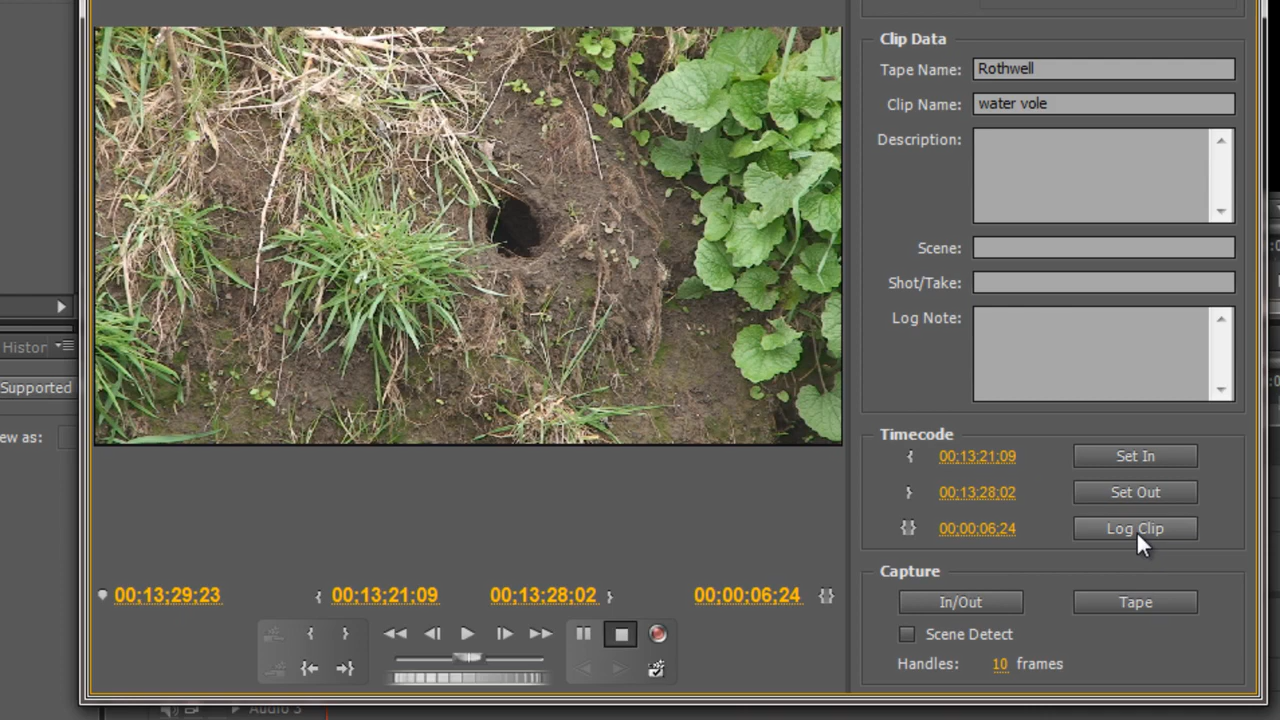 Clip Data
Tape Name: Rothwell
Clip Name: water vole
Description:
Scene:
Shot/Take:
Log Note:
Histor
Supported
ew as:
Timecode
00;13;21;09 Set In
00;13;28;02 Set Out
00;00;06;24 Log Clip
Capture
00;13;29;23 00;13;21;09 00;13;28;02 00;00;06;24
In/Out Tape
Scene Detect
Handles: 10 frames
Audio 3